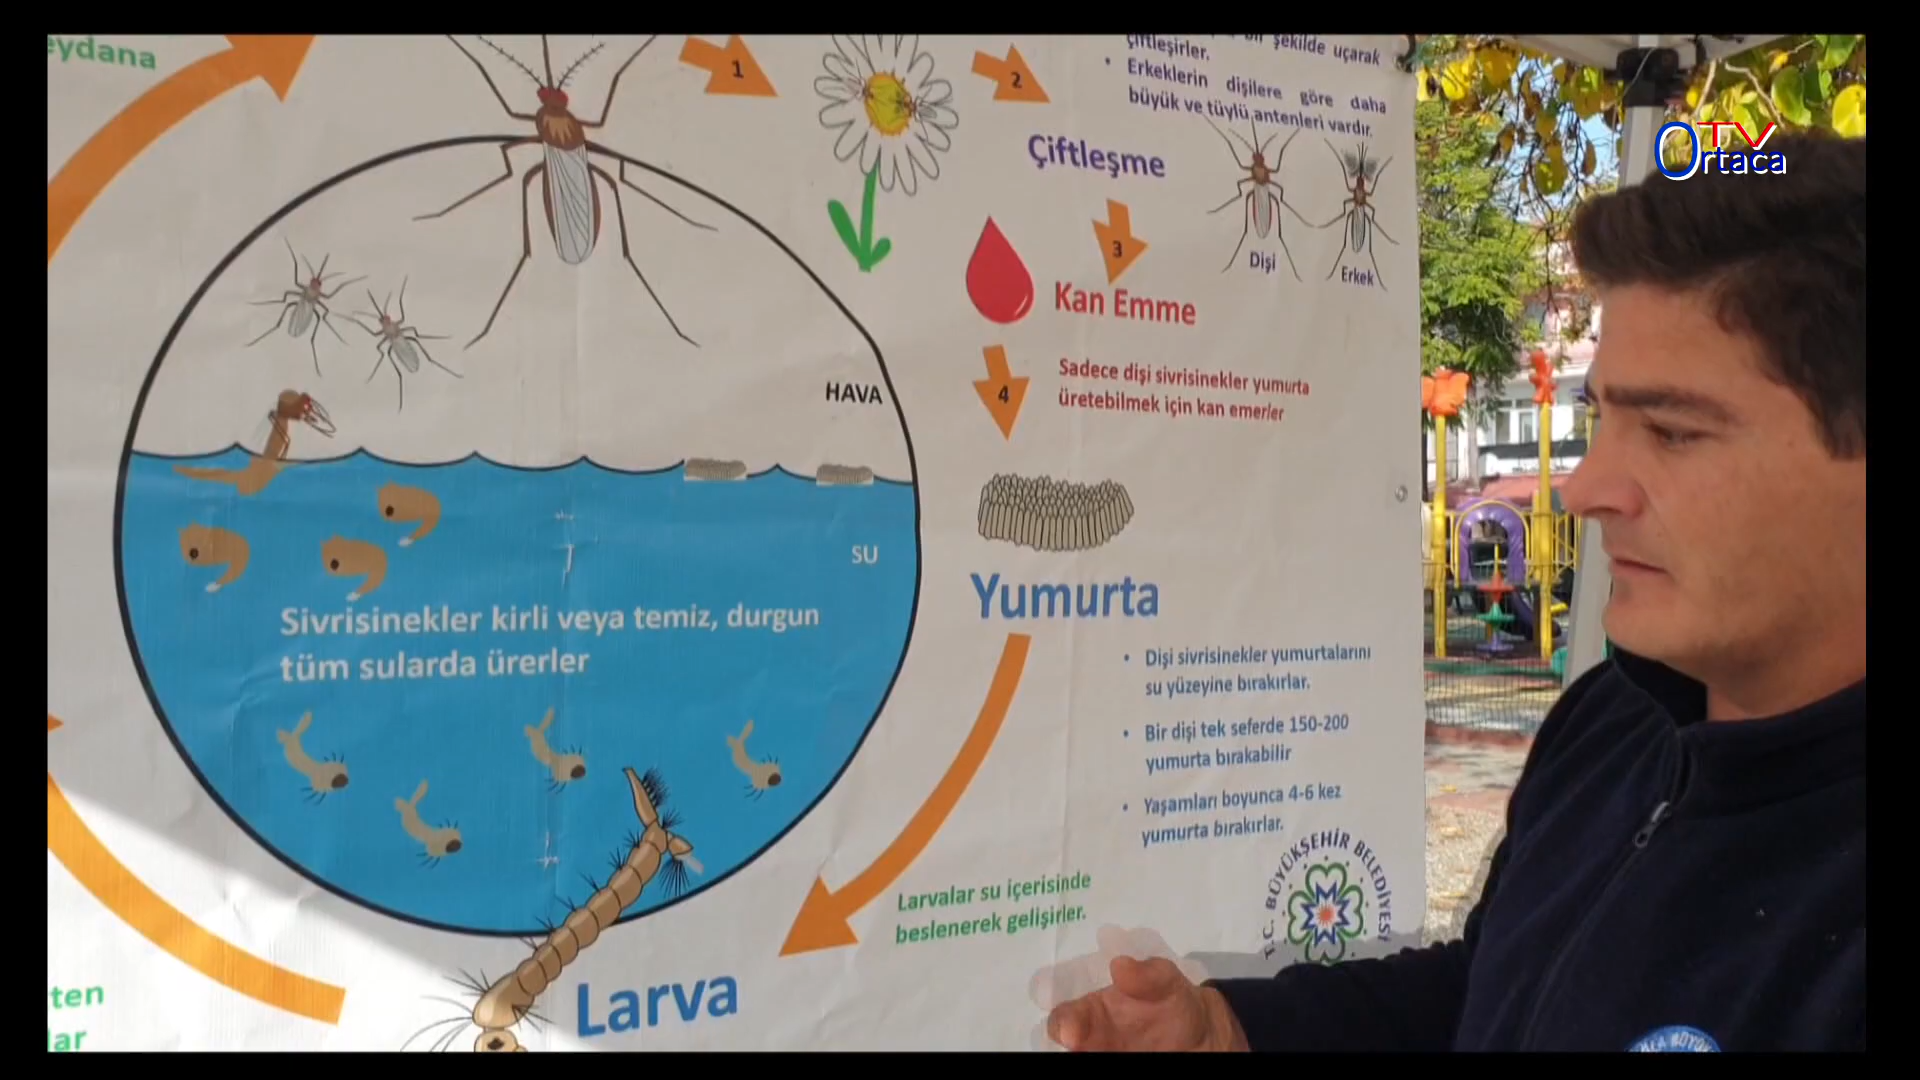 eydana
1
2
şekilde uçarak
çiftleşirler.
• Erkeklerin dişilere göre daha
büyük ve tüylü antenleri vardır.
Çiftleşme
Dişi
Erkek
3
Kan Emme
4
Sadece dişi sivrisinekler yumurta
üretebilmek için kan emerler
HAVA
SU
Sivrisinekler kirli veya temiz, durgun
tüm sularda ürerler
Yumurta
• Dişi sivrisinekler yumurtalarını
su yüzeyine bırakırlar.
• Bir dişi tek seferde 150-200
yumurta bırakabilir
• Yaşamları boyunca 4-6 kez
yumurta bırakırlar.
Larvalar su içerisinde
beslenerek gelişirler.
Larva
ten
lar
T.C. BÜYÜKŞEHİR BELEDİYESİ
Ortaca TV